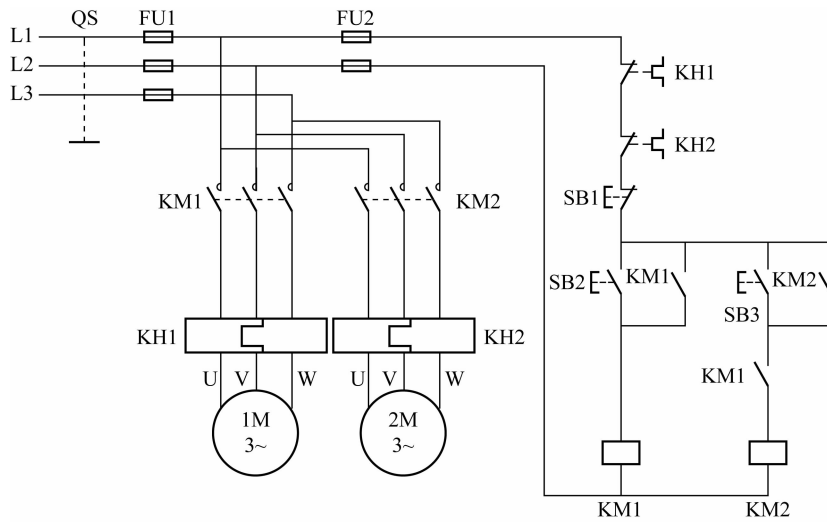 QS FU1 FU2
L1
L2
L3
KH1
KH2
SB1
KM1 KM2
SB2 KM1 KM2
SB3
KH1 KH2
KM1
U V W U V W
1M 2M
3~ 3~
KM1 KM2